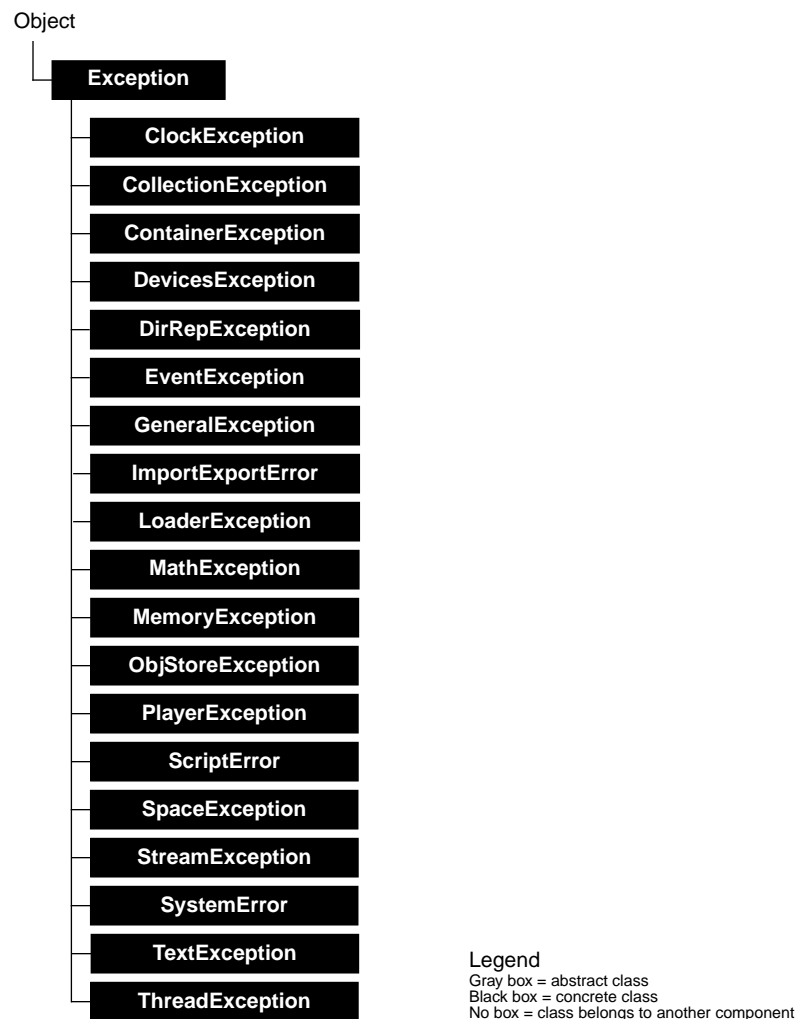 Object
Exception
ClockException
CollectionException
ContainerException
DevicesException
DirRepException
EventException
GeneralException
ImportExportError
LoaderException
MathException
MemoryException
ObjStoreException
PlayerException
ScriptError
SpaceException
StreamException
SystemError
TextException
ThreadException
Legend
Gray box = abstract class
Black box = concrete class
No box = class belongs to another component